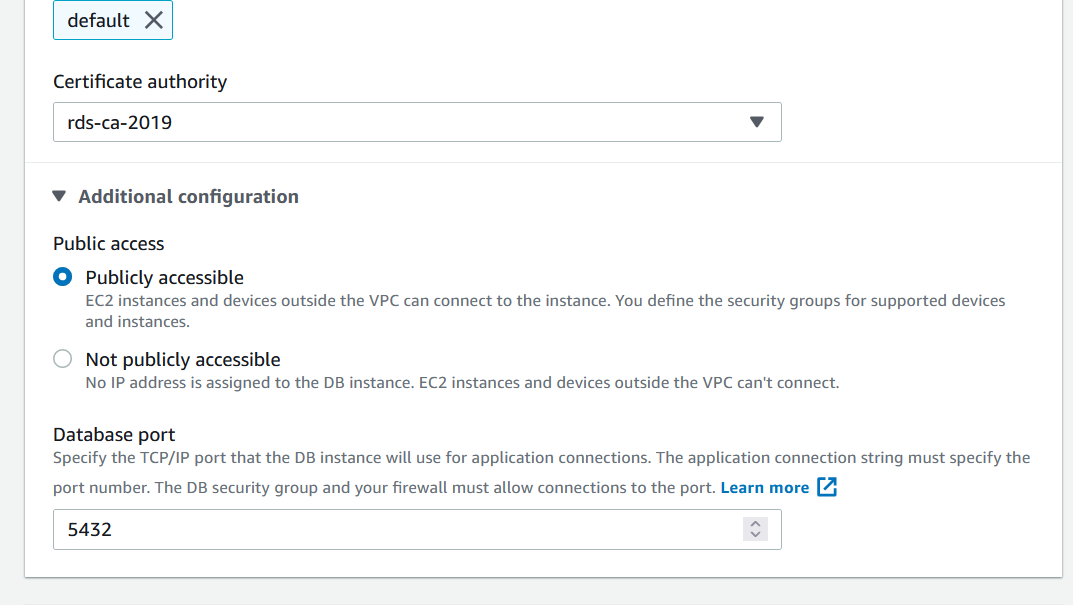 default
Certificate authority
rds-ca-2019
Additional configuration
Public access
Publicly accessible
EC2 instances and devices outside the VPC can connect to the instance. You define the security groups for supported devices
and instances.
Not publicly accessible
No IP address is assigned to the DB instance. EC2 instances and devices outside the VPC can't connect.
Database port
Specify the TCP/IP port that the DB instance will use for application connections. The application connection string must specify the
port number. The DB security group and your firewall must allow connections to the port. Learn more
5432